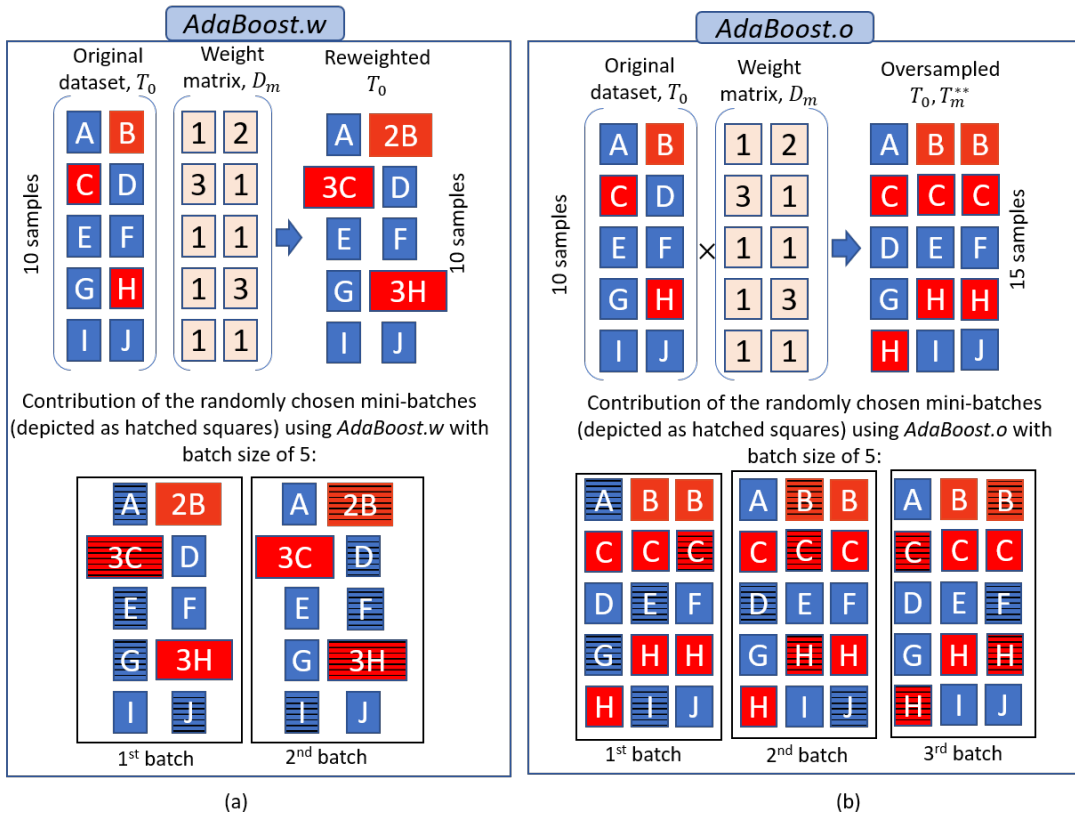 AdaBoost.w
Original
dataset, T₀
Weight
matrix, Dₘ
Reweighted
T₀
10 samples
A B
C D
E F
G H
I J
1 2
3 1
1 1
1 3
1 1
A 2B
3C D
E F
G 3H
I J
10 samples
Contribution of the randomly chosen mini-batches
(depicted as hatched squares) using AdaBoost.w with
batch size of 5:
A 2B
3C D
E F
G 3H
I J
1st batch
A 2B
3C D
E F
G 3H
I J
2nd batch
(a)
AdaBoost.o
Original
dataset, T₀
Weight
matrix, Dₘ
Oversampled
T₀, Tₘ**
10 samples
A B
C D
E F
G H
I J
×
1 2
3 1
1 1
1 3
1 1
A B B
C C C
D E F
G H H
H I J
15 samples
Contribution of the randomly chosen mini-batches
(depicted as hatched squares) using AdaBoost.o with
batch size of 5:
A B B
C C C
D E F
G H H
H I J
1st batch
A B B
C C C
D E F
G H H
H I J
2nd batch
A B B
C C C
D E F
G H H
H I J
3rd batch
(b)